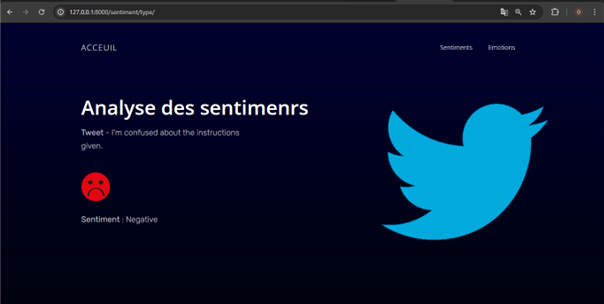 127.0.0.1:8000/sentiment/type/
ACCEUIL
Sentiments
Emotions
Analyse des sentimenrs
Tweet - I'm confused about the instructions
given.
Sentiment : Negative